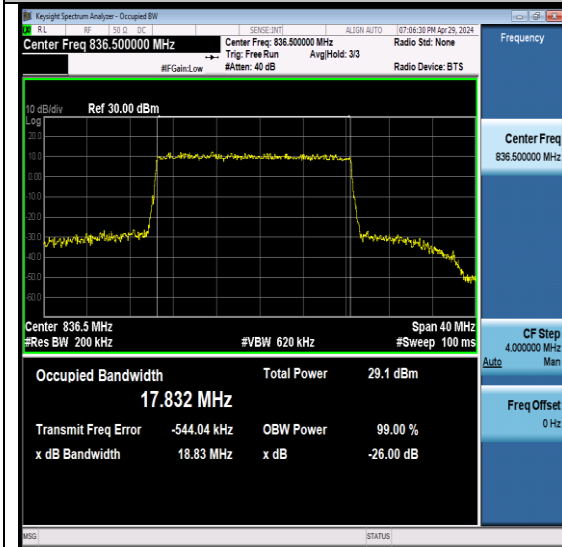 Keysight Spectrum Analyzer - Occupied BW
RL RF 50 Ω DC SENSE:INT ALIGN AUTO 07:06:38 PM Apr 29, 2024
Center Freq 836.500000 MHz
Center Freq: 836.500000 MHz Radio Std: None
Trig: Free Run Avg|Hold: 3/3
#IFGain:Low #Atten: 40 dB Radio Device: BTS
10 dB/div Ref 30.00 dBm
Log
20.0
10.0
0.00
-10.0
-20.0
-30.0
-40.0
-50.0
-60.0
Center 836.5 MHz Span 40 MHz
#Res BW 200 kHz #VBW 620 kHz #Sweep 100 ms
Occupied Bandwidth Total Power 29.1 dBm
17.832 MHz
Transmit Freq Error -544.04 kHz OBW Power 99.00 %
x dB Bandwidth 18.83 MHz x dB -26.00 dB
MSG STATUS
Frequency
Center Freq
836.500000 MHz
CF Step
4.000000 MHz
Auto Man
Freq Offset
0 Hz